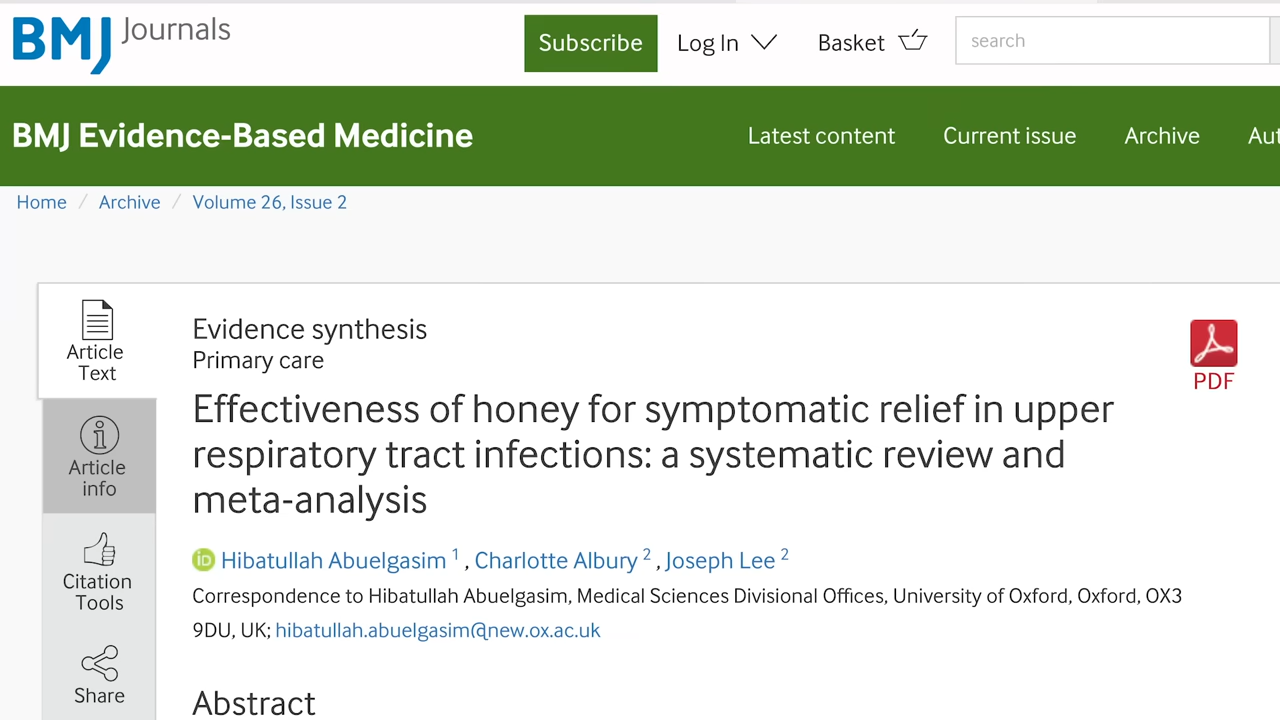 BMJ Journals
Subscribe
Log In
Basket
search
BMJ Evidence-Based Medicine
Latest content
Current issue
Archive
Aut
Home / Archive / Volume 26, Issue 2
Article
Text
Article
info
Citation
Tools
Share
Evidence synthesis
Primary care
PDF
Effectiveness of honey for symptomatic relief in upper
respiratory tract infections: a systematic review and
meta-analysis
iD Hibatullah Abuelgasim 1 , Charlotte Albury 2 , Joseph Lee 2
Correspondence to Hibatullah Abuelgasim, Medical Sciences Divisional Offices, University of Oxford, Oxford, OX3
9DU, UK; hibatullah.abuelgasim@new.ox.ac.uk
Abstract